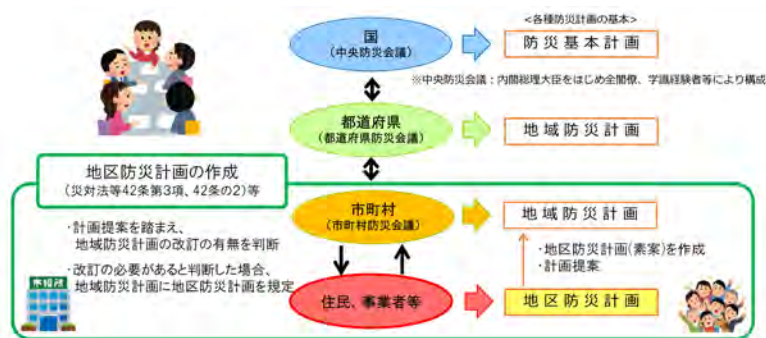 <各種防災計画の基本>
国
(中央防災会議)
防災基本計画
※中央防災会議:内閣総理大臣をはじめ全閣僚、学識経験者等により構成
都道府県
(都道府県防災会議)
地域防災計画
地区防災計画の作成
(災対法等42条第3項、42条の2)等
市町村
(市町村防災会議)
地域防災計画
・計画提案を踏まえ、
地域防災計画の改訂の有無を判断
・改訂の必要があると判断した場合、
地域防災計画に地区防災計画を規定
・地区防災計画(素案)を作成
・計画提案
市役所
住民、事業者等
地区防災計画